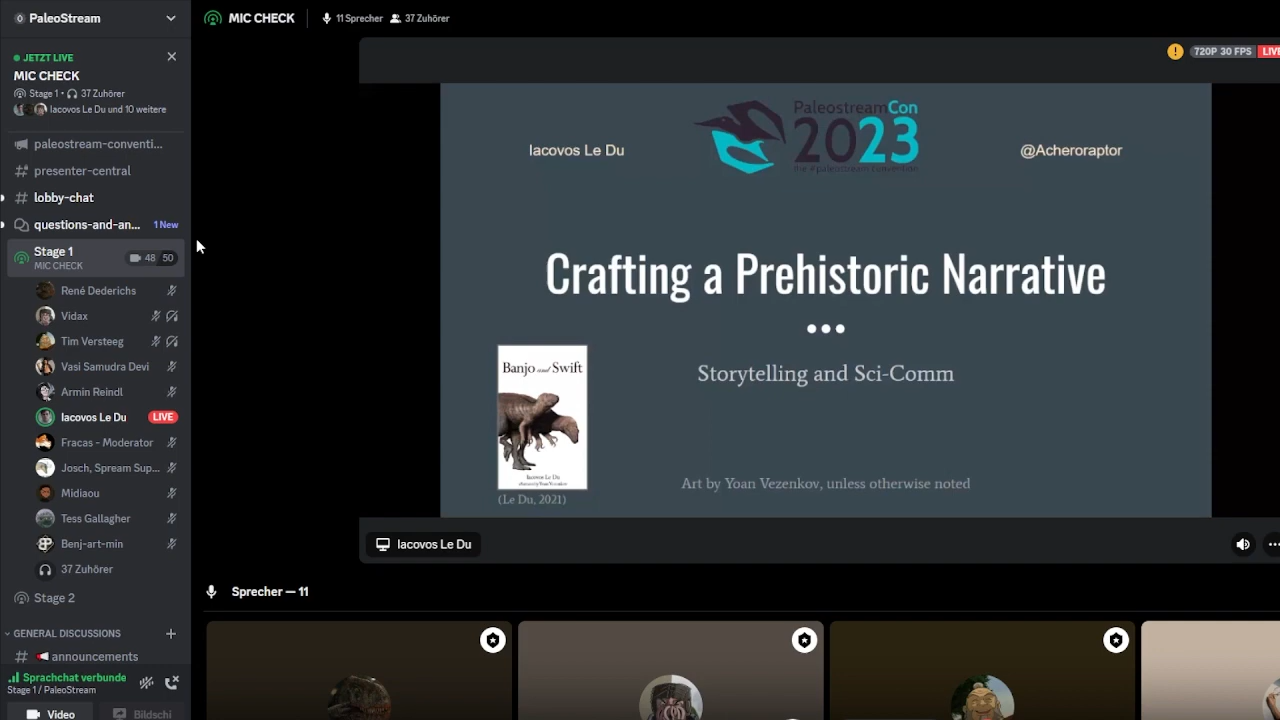 PaleoStream
JETZT LIVE
MIC CHECK
Stage 1 • 37 Zuhörer
Iacovos Le Du und 10 weitere
paleostream-conventi...
presenter-central
lobby-chat
questions-and-an... 1 New
Stage 1
MIC CHECK
48 50
René Dederichs
Vidax
Tim Versteeg
Vasi Samudra Devi
Armin Reindl
Iacovos Le Du LIVE
Fracas - Moderator
Josch, Spream Sup...
Midiaou
Tess Gallagher
Benj-art-min
37 Zuhörer
Stage 2
GENERAL DISCUSSIONS
announcements
Sprachchat verbunde
Stage 1 / PaleoStream
Video Bildschi
MIC CHECK 11 Sprecher 37 Zuhörer
720P 30 FPS LIVE
Iacovos Le Du
PaleostreamCon
2023
the #paleostream convention
@Acheroraptor
Crafting a Prehistoric Narrative
Storytelling and Sci-Comm
Banjo and Swift
Iacovos Le Du
(Le Du, 2021)
Art by Yoan Vezenkov, unless otherwise noted
Iacovos Le Du
Sprecher — 11